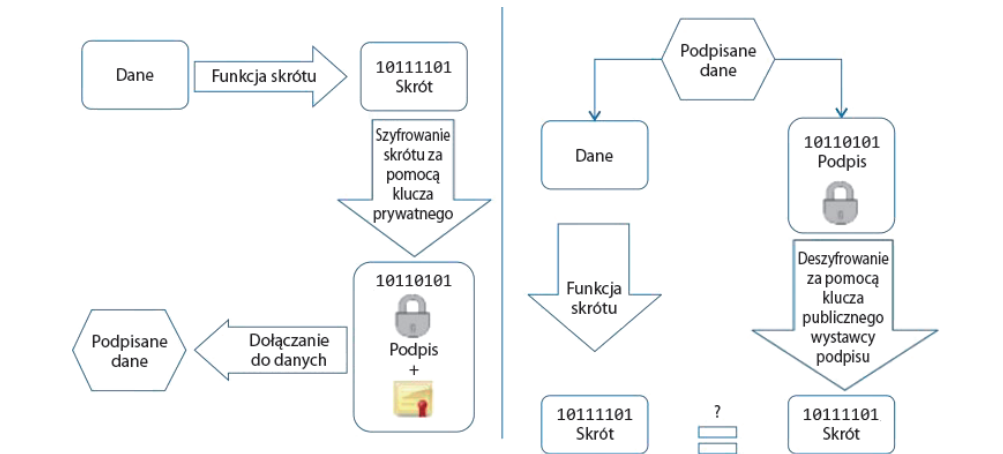 Dane
Funkcja skrótu
10111101
Skrót
Szyfrowanie
skrótu za
pomocą
klucza
prywatnego
10110101
Podpis
+
Dołączanie
do danych
Podpisane
dane
Podpisane
dane
Dane
10110101
Podpis
Funkcja
skrótu
Deszyfrowanie
za pomocą
klucza
publicznego
wystawcy
podpisu
10111101
Skrót
?
10111101
Skrót